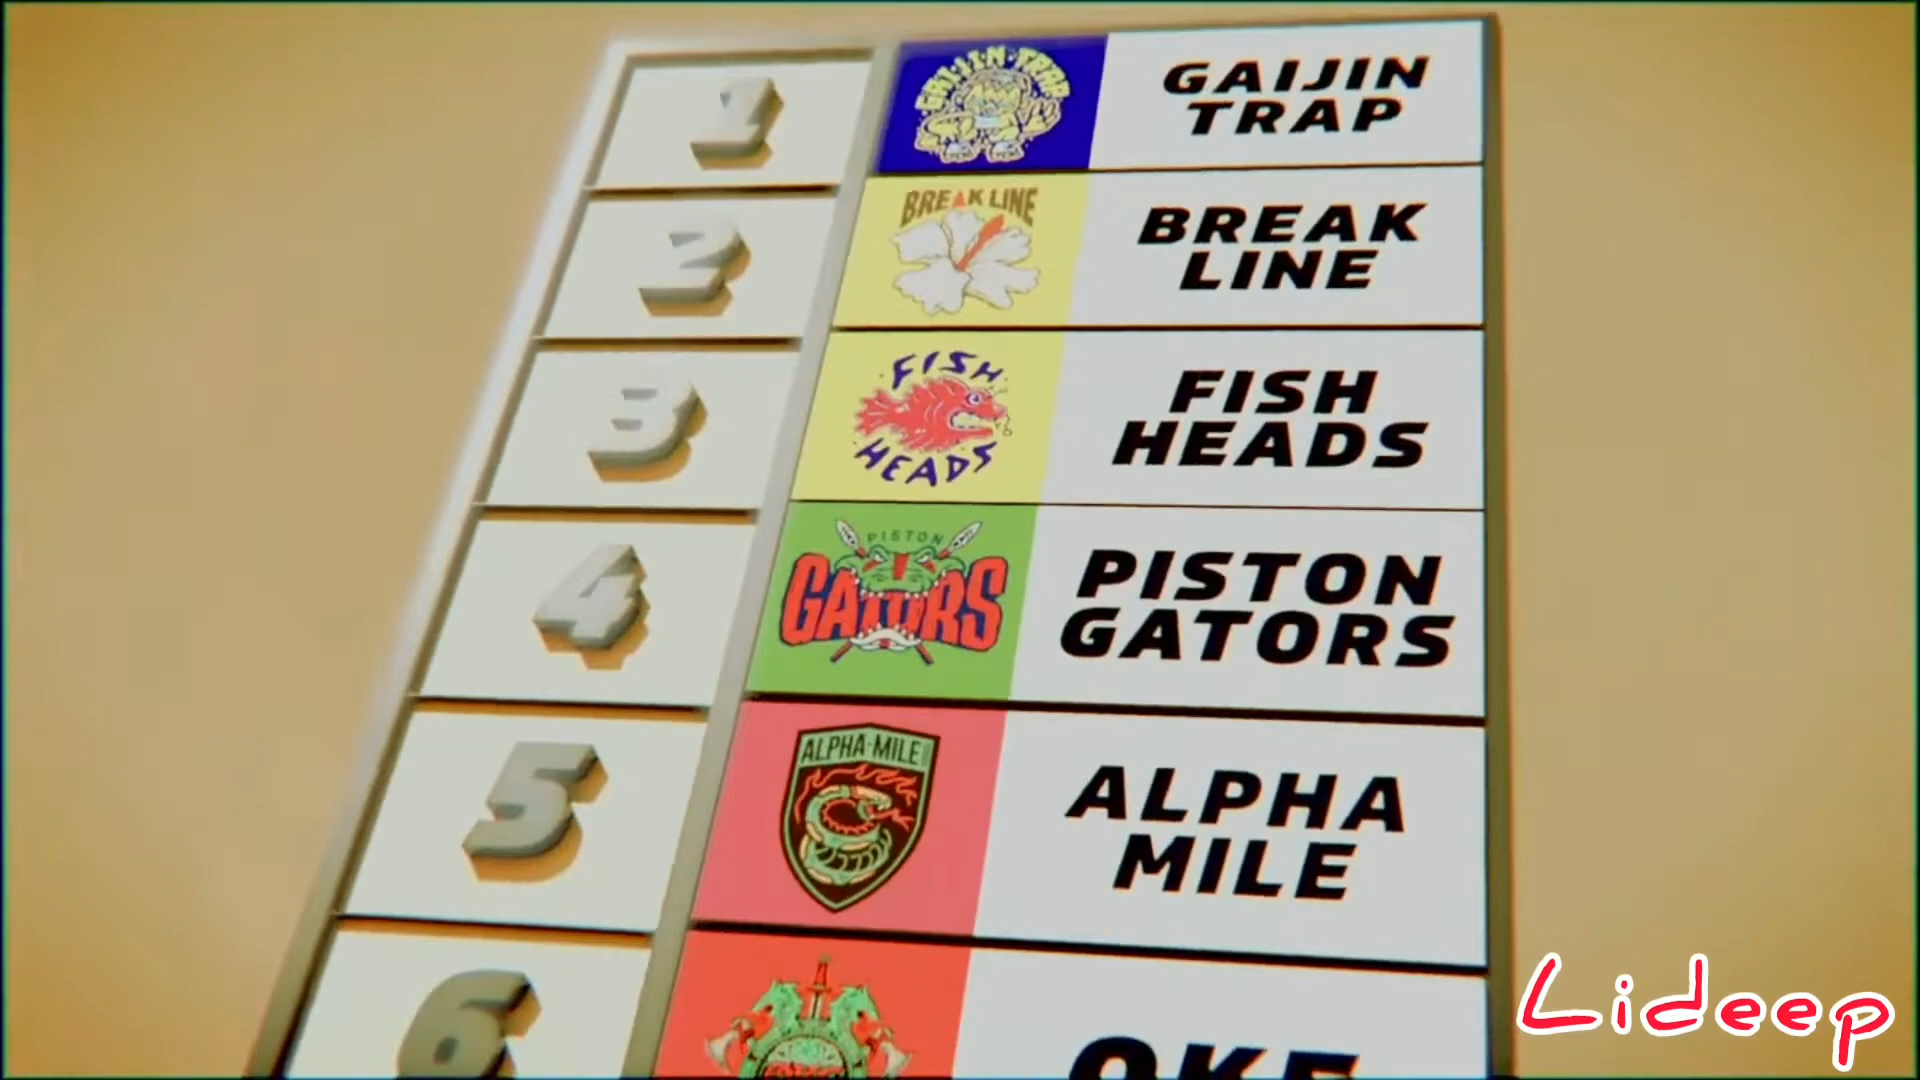 1
GAIJIN TRAP
GAIJIN
TRAP
2
BREAK LINE
BREAK
LINE
3
FISH
HEADS
FISH
HEADS
4
PISTON
GATORS
PISTON
GATORS
5
ALPHA·MILE
ALPHA
MILE
6
Lideep